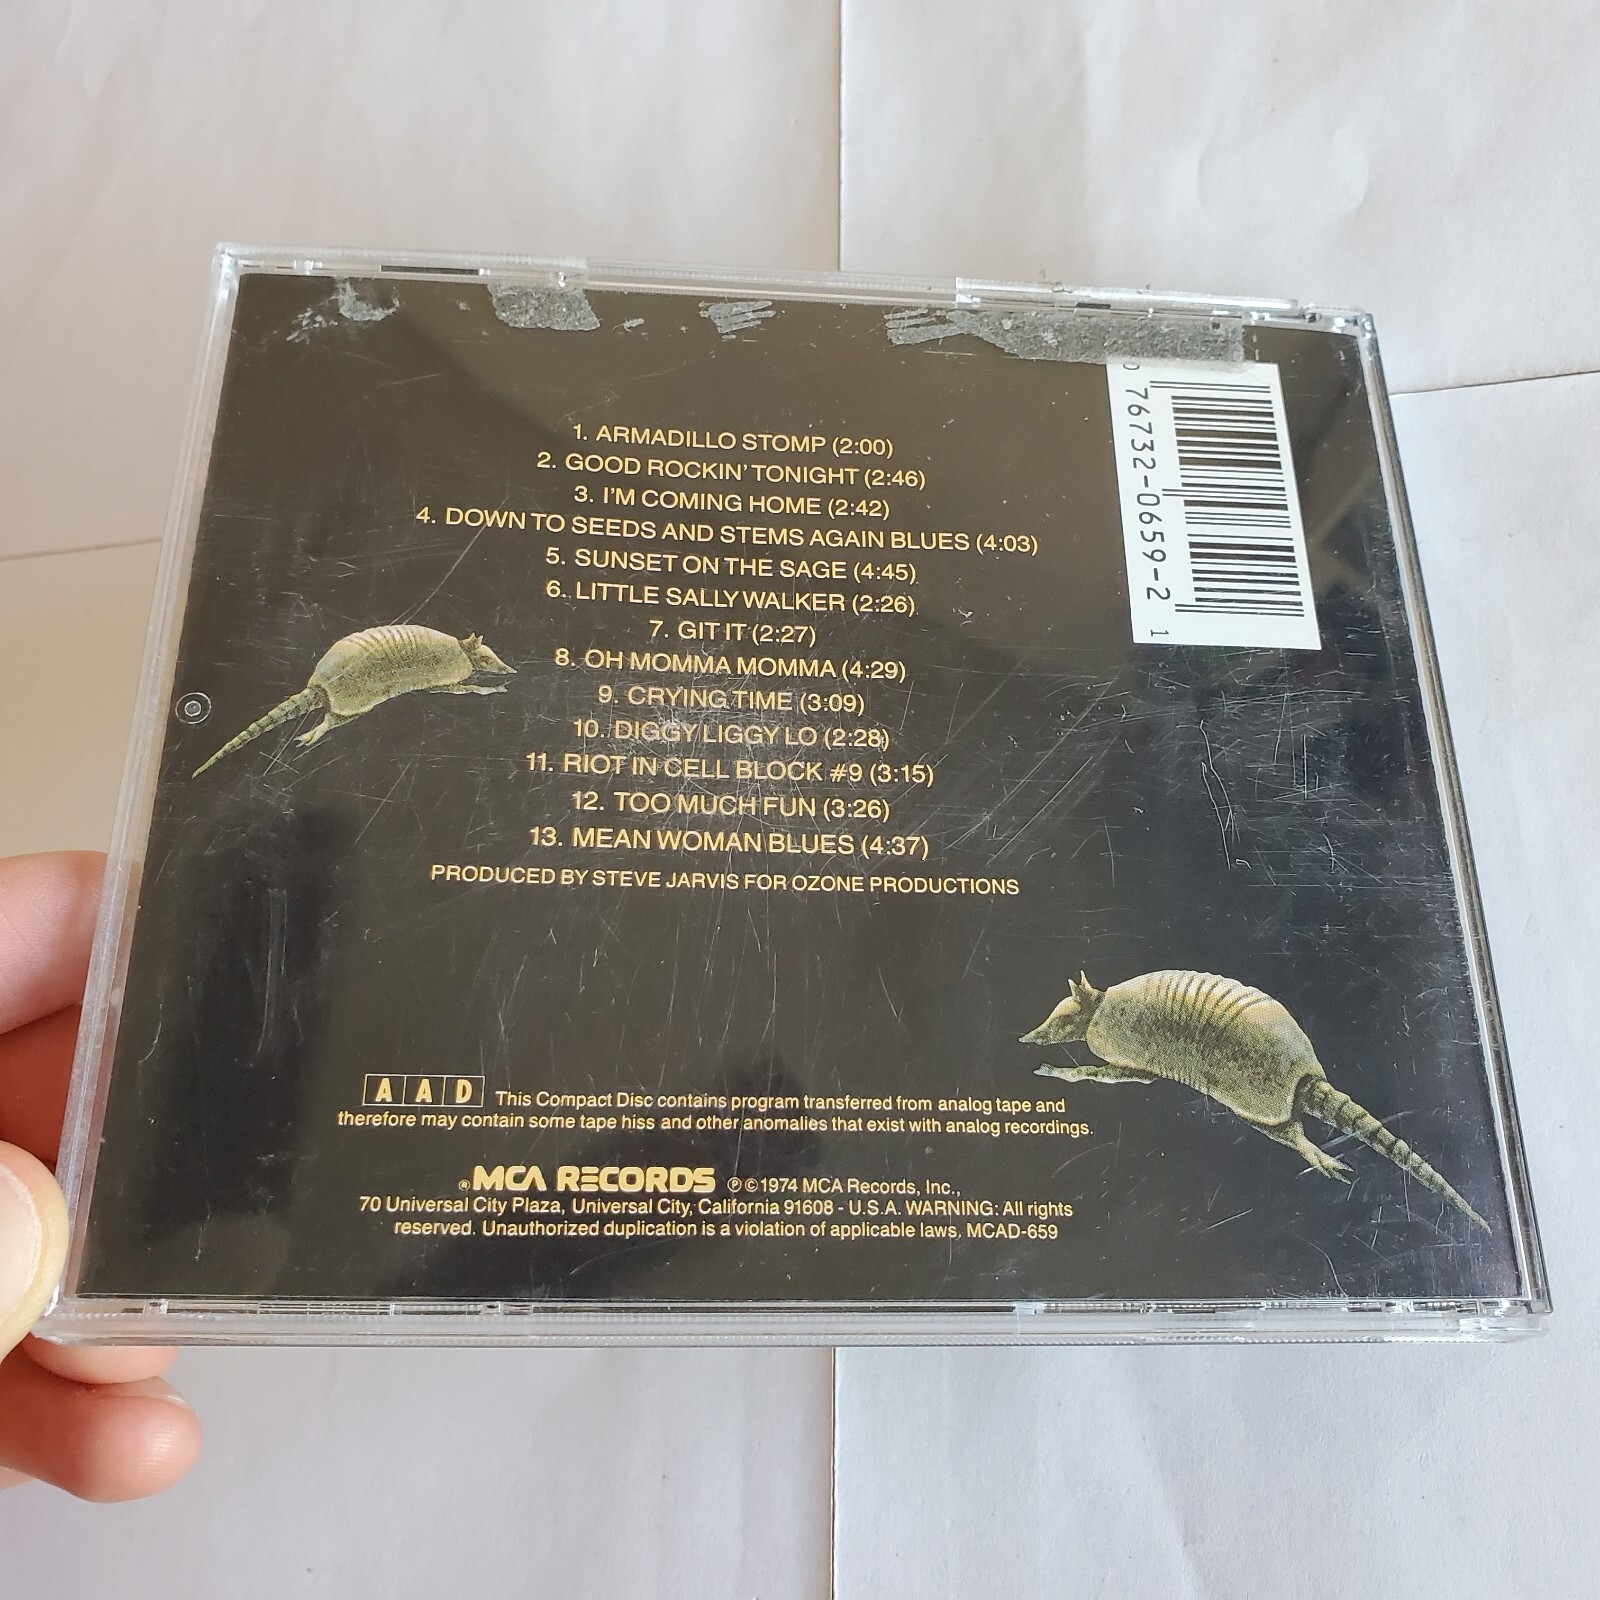 1. ARMADILLO STOMP (2:00)
2. GOOD ROCKIN' TONIGHT (2:46)
3. I'M COMING HOME (2:42)
4. DOWN TO SEEDS AND STEMS AGAIN BLUES (4:03)
5. SUNSET ON THE SAGE (4:45)
6. LITTLE SALLY WALKER (2:26)
7. GIT IT (2:27)
8. OH MOMMA MOMMA (4:29)
9. CRYING TIME (3:09)
10. DIGGY LIGGY LO (2:28)
11. RIOT IN CELL BLOCK #9 (3:15)
12. TOO MUCH FUN (3:26)
13. MEAN WOMAN BLUES (4:37)
PRODUCED BY STEVE JARVIS FOR OZONE PRODUCTIONS
0 76732-0659-2 1
AAD This Compact Disc contains program transferred from analog tape and
therefore may contain some tape hiss and other anomalies that exist with analog recordings.
® MCA RECORDS ℗©1974 MCA Records, Inc.,
70 Universal City Plaza, Universal City, California 91608 - U.S.A. WARNING: All rights
reserved. Unauthorized duplication is a violation of applicable laws. MCAD-659